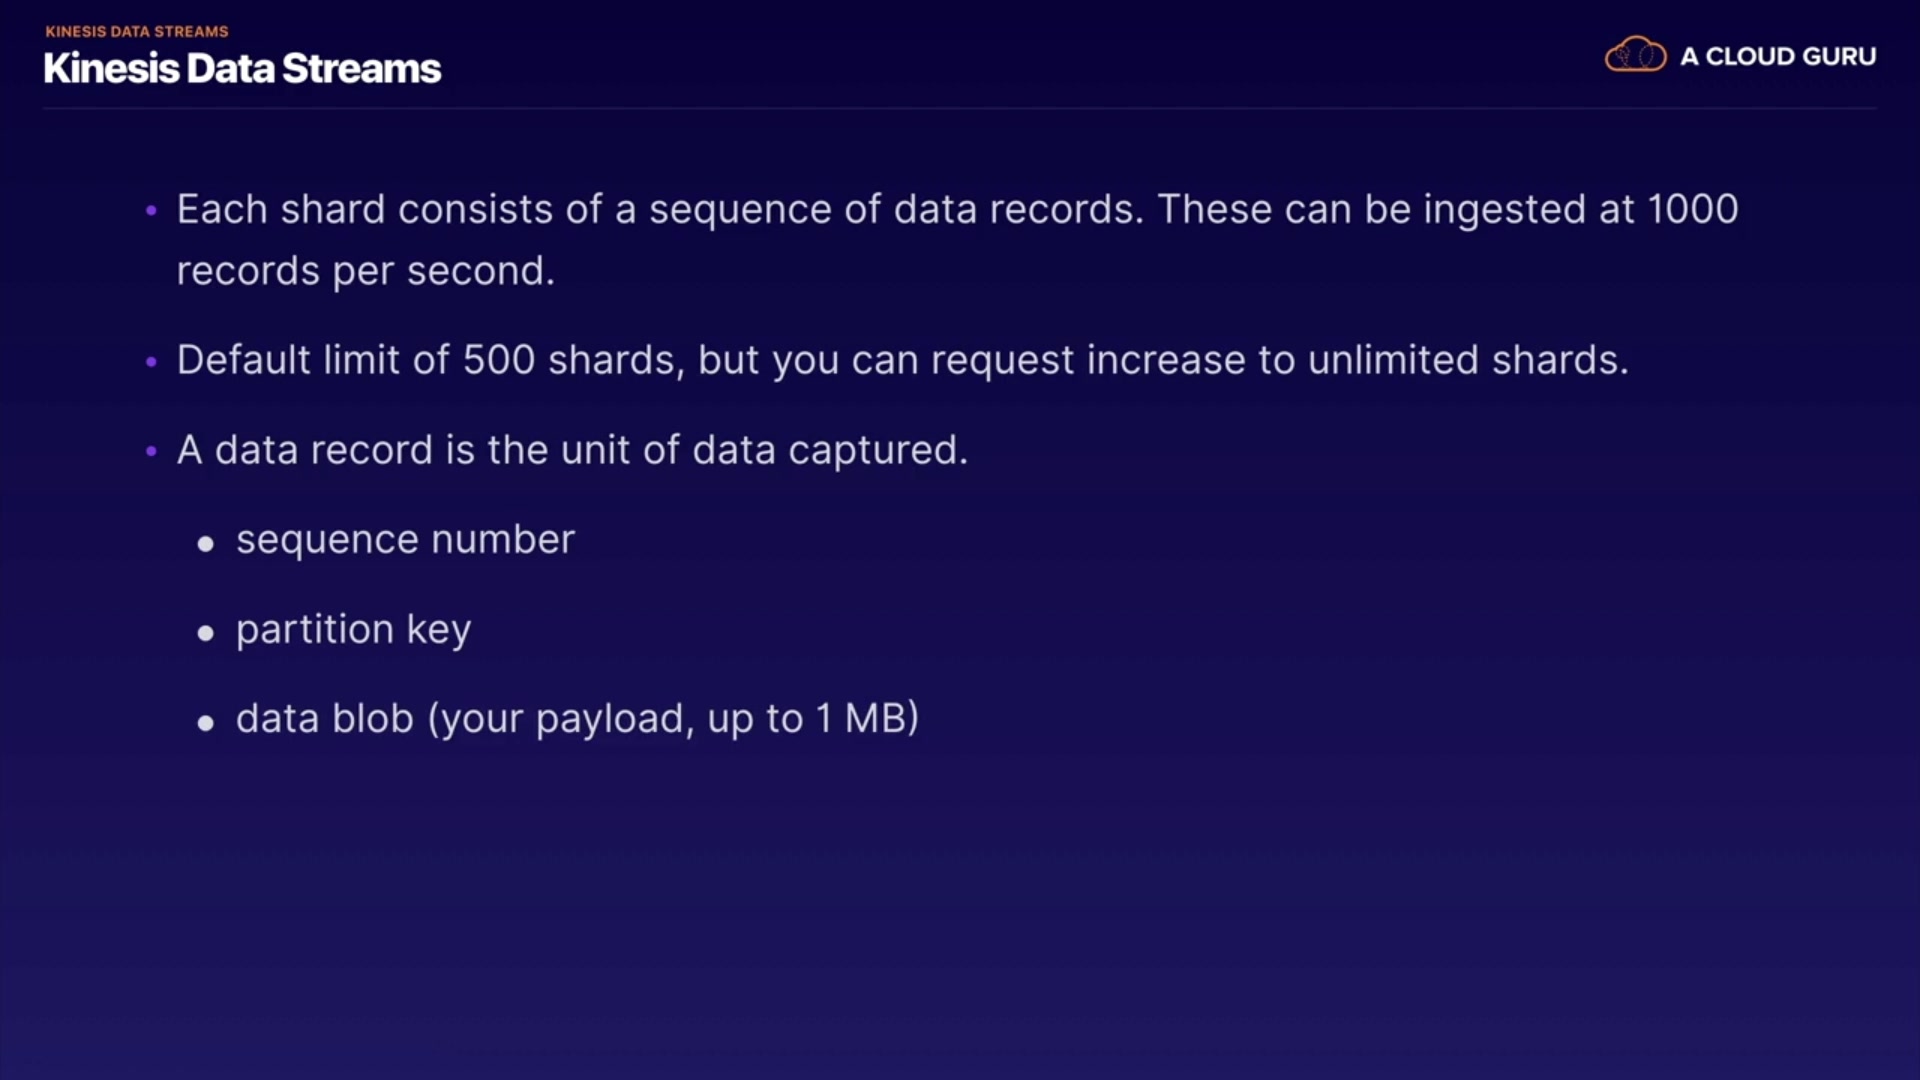 KINESIS DATA STREAMS
Kinesis Data Streams
A CLOUD GURU
• Each shard consists of a sequence of data records. These can be ingested at 1000
records per second.
• Default limit of 500 shards, but you can request increase to unlimited shards.
• A data record is the unit of data captured.
• sequence number
• partition key
• data blob (your payload, up to 1 MB)